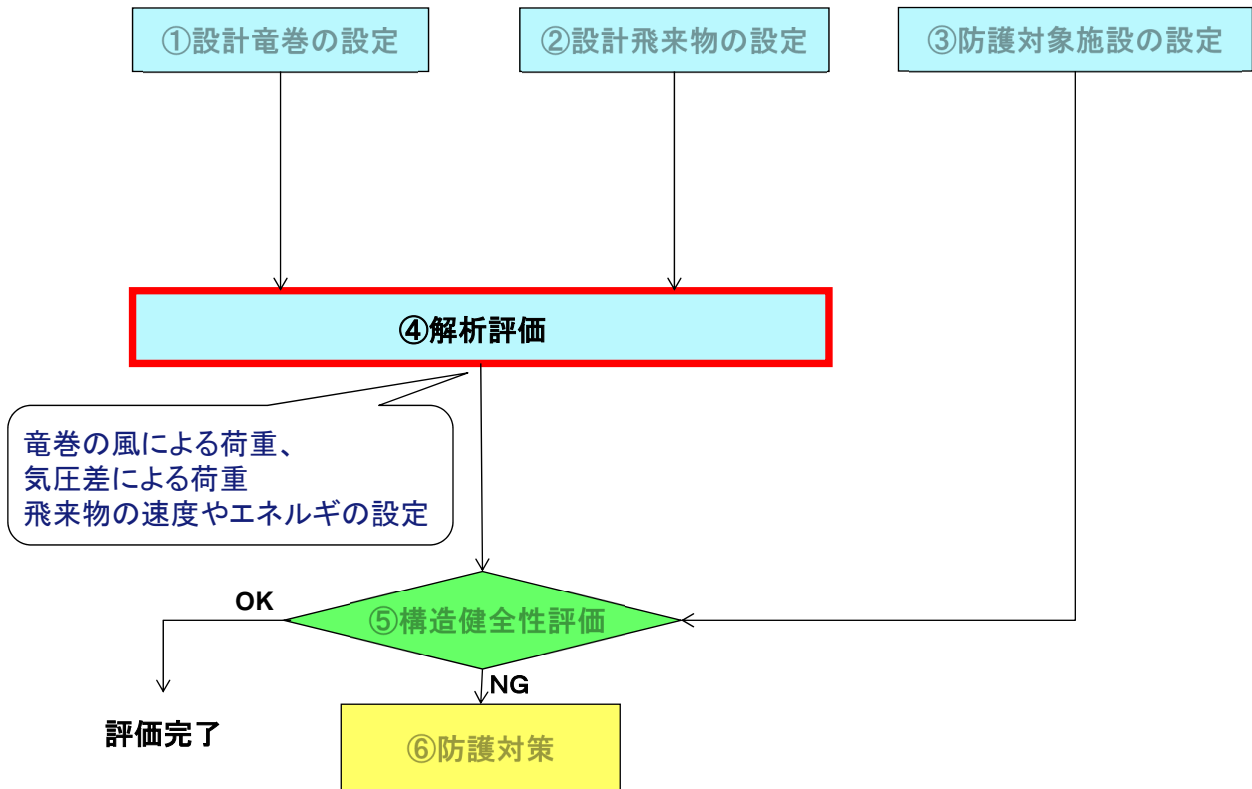 ①設計竜巻の設定
②設計飛来物の設定
③防護対象施設の設定
④解析評価
竜巻の風による荷重、
気圧差による荷重
飛来物の速度やエネルギの設定
OK
⑤構造健全性評価
NG
評価完了
⑥防護対策